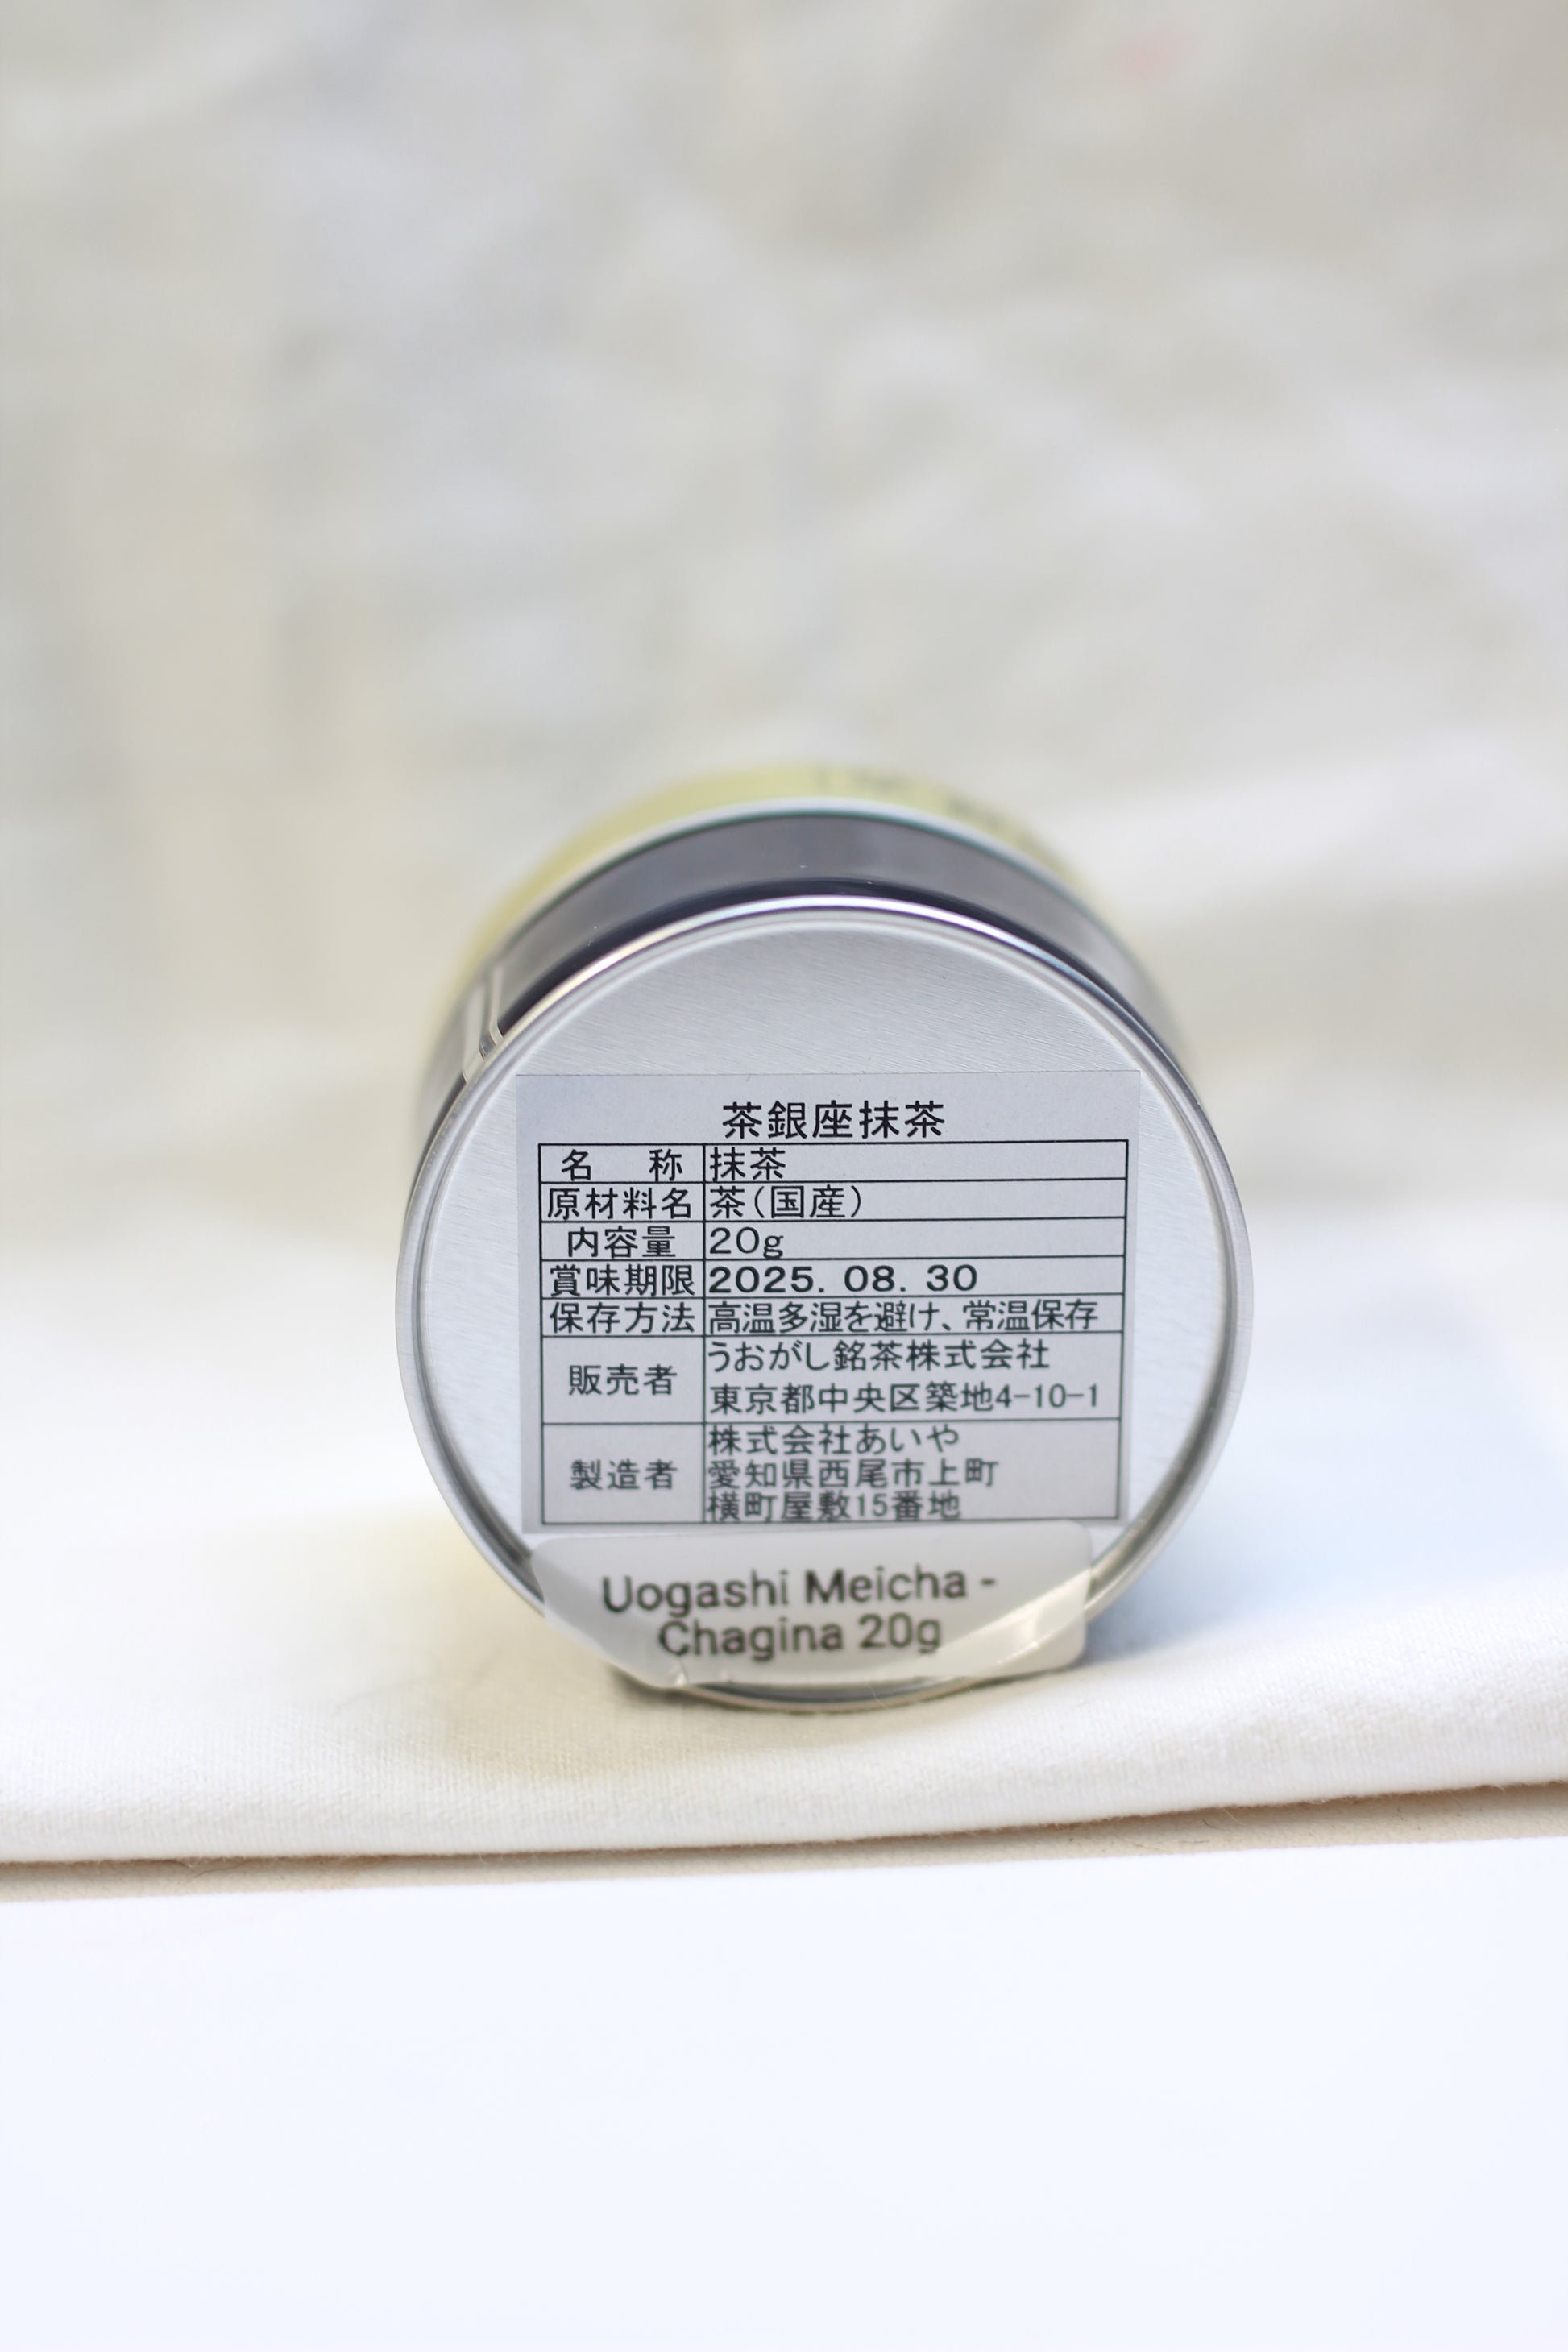 茶銀座抹茶
名　称 抹茶
原材料名 茶(国産)
内容量 20g
賞味期限 2025. 08. 30
保存方法 高温多湿を避け、常温保存
販売者 うおがし銘茶株式会社
東京都中央区築地4-10-1
製造者 株式会社あいや
愛知県西尾市上町
横町屋敷15番地
Uogashi Meicha -
Chagina 20g